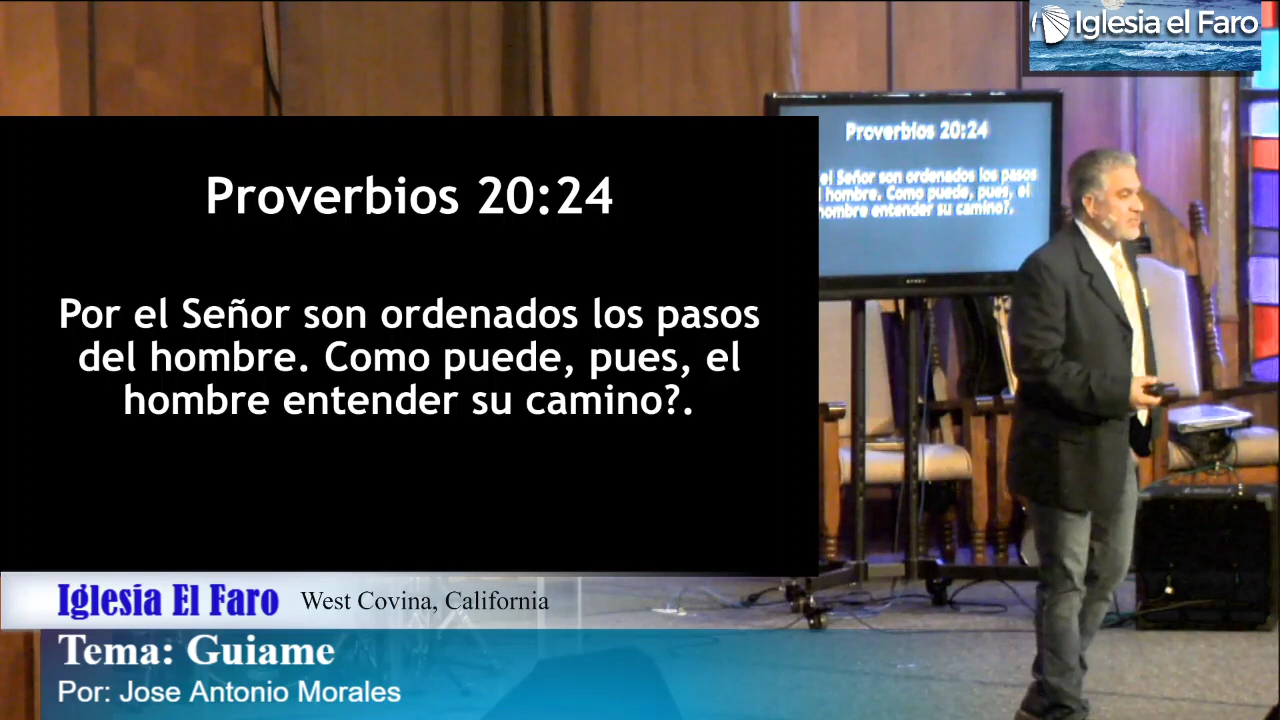 Iglesia el Faro
Proverbios 20:24
Por el Señor son ordenados los pasos
del hombre. Como puede, pues, el
hombre entender su camino?.
Proverbios 20:24
el Señor son ordenados los pasos
hombre. Como puede, pues, el
hombre entender su camino?.
Iglesia El Faro
West Covina, California
Tema: Guiame
Por: Jose Antonio Morales